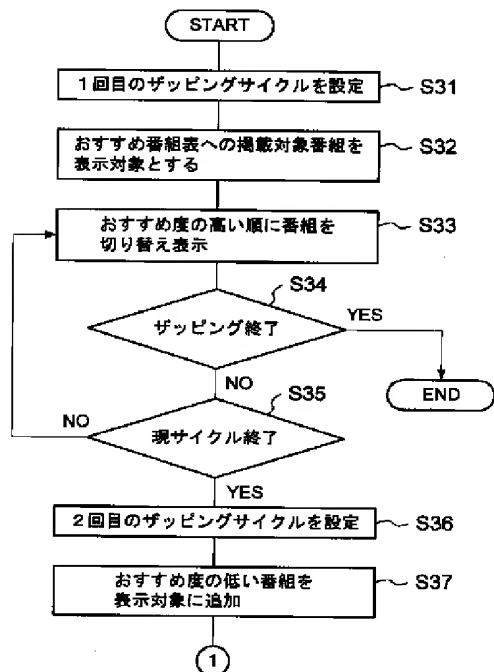 START
1回目のザッピングサイクルを設定
S31
おすすめ番組表への掲載対象番組を
表示対象とする
S32
おすすめ度の高い順に番組を
切り替え表示
S33
S34
ザッピング終了
YES
END
NO
S35
NO
現サイクル終了
YES
2回目のザッピングサイクルを設定
S36
おすすめ度の低い番組を
表示対象に追加
S37
1